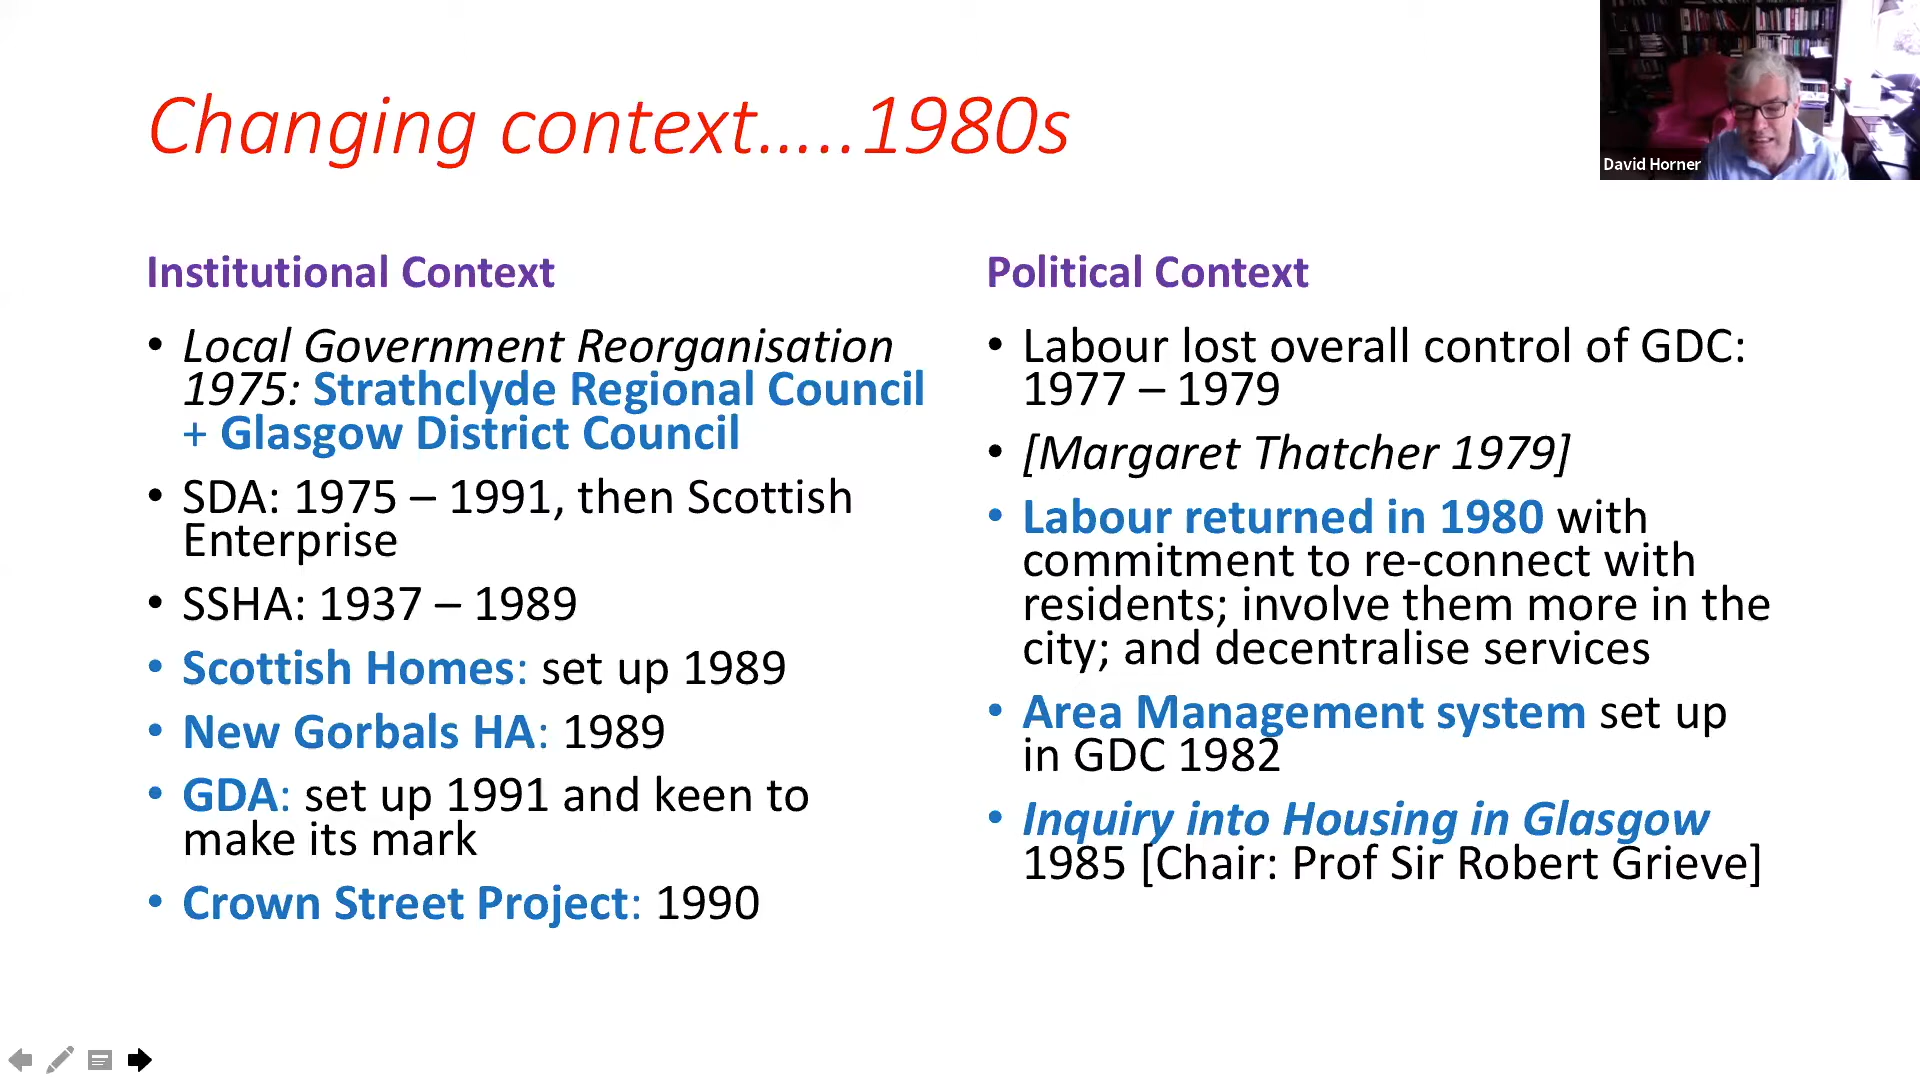 Changing context…..1980s
David Horner
Institutional Context
• Local Government Reorganisation
1975: Strathclyde Regional Council
+ Glasgow District Council
• SDA: 1975 – 1991, then Scottish
Enterprise
• SSHA: 1937 – 1989
• Scottish Homes: set up 1989
• New Gorbals HA: 1989
• GDA: set up 1991 and keen to
make its mark
• Crown Street Project: 1990
Political Context
• Labour lost overall control of GDC:
1977 – 1979
• [Margaret Thatcher 1979]
• Labour returned in 1980 with
commitment to re-connect with
residents; involve them more in the
city; and decentralise services
• Area Management system set up
in GDC 1982
• Inquiry into Housing in Glasgow
1985 [Chair: Prof Sir Robert Grieve]